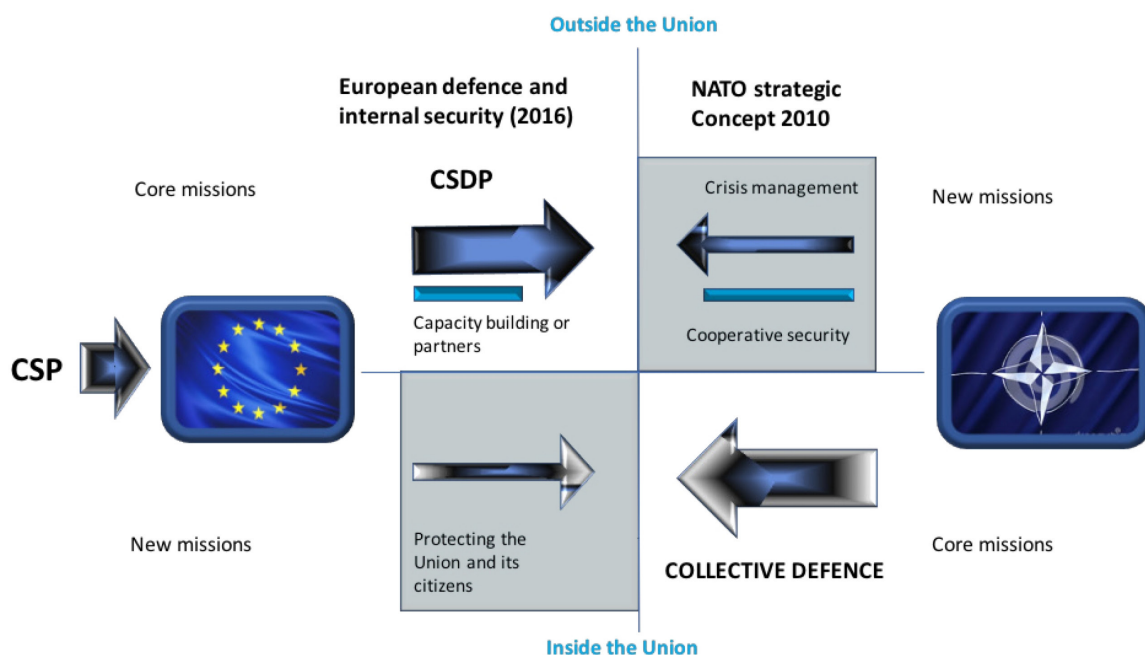 Outside the Union
European defence and
internal security (2016)
NATO strategic
Concept 2010
Core missions
CSDP
Crisis management
New missions
Capacity building or
partners
Cooperative security
CSP
New missions
Protecting the
Union and its
citizens
COLLECTIVE DEFENCE
Core missions
Inside the Union